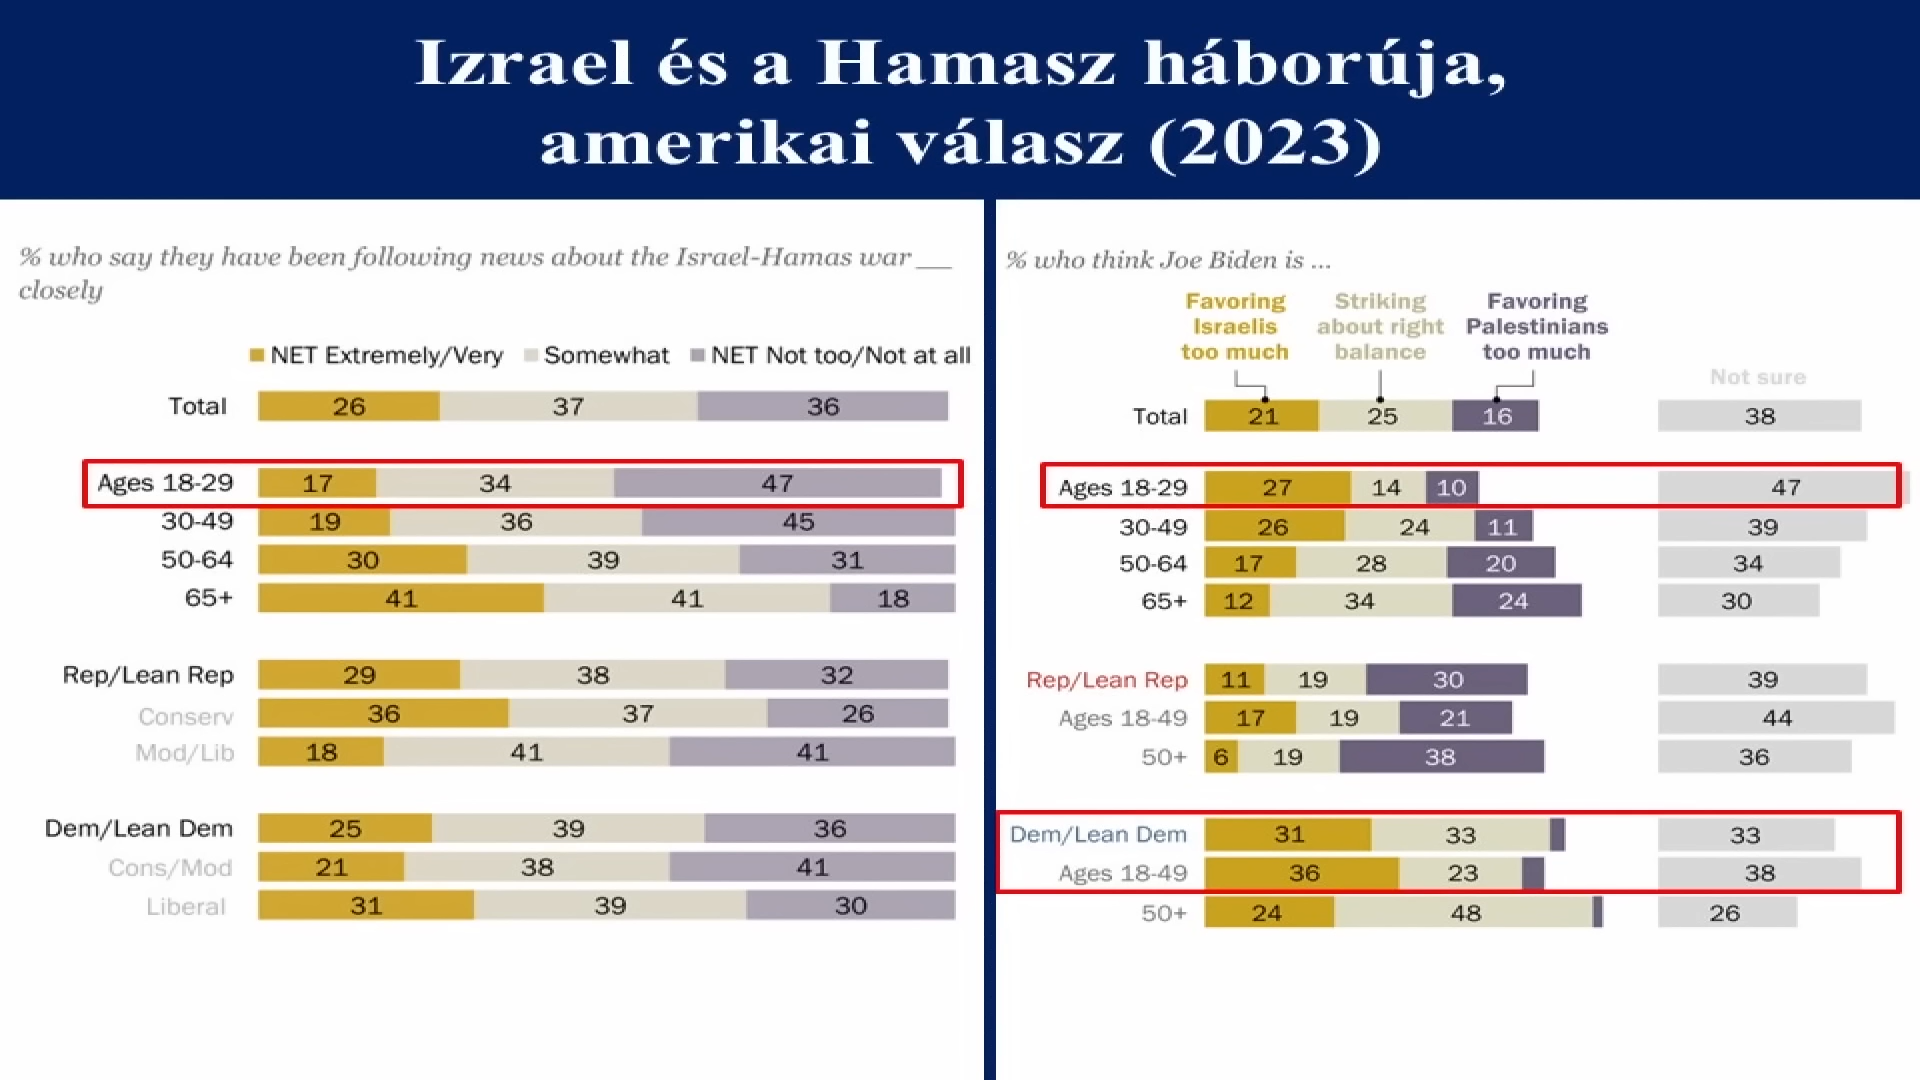 Izrael és a Hamasz háborúja,
amerikai válasz (2023)
% who say they have been following news about the Israel-Hamas war __
closely
NET Extremely/Very Somewhat NET Not too/Not at all
Total 26 37 36
Ages 18-29 17 34 47
30-49 19 36 45
50-64 30 39 31
65+ 41 41 18
Rep/Lean Rep 29 38 32
Conserv 36 37 26
Mod/Lib 18 41 41
Dem/Lean Dem 25 39 36
Cons/Mod 21 38 41
Liberal 31 39 30
% who think Joe Biden is ...
Favoring Striking Favoring
Israelis about right Palestinians
too much balance too much
Not sure
Total 21 25 16 38
Ages 18-29 27 14 10 47
30-49 26 24 11 39
50-64 17 28 20 34
65+ 12 34 24 30
Rep/Lean Rep 11 19 30 39
Ages 18-49 17 19 21 44
50+ 6 19 38 36
Dem/Lean Dem 31 33 33
Ages 18-49 36 23 38
50+ 24 48 26